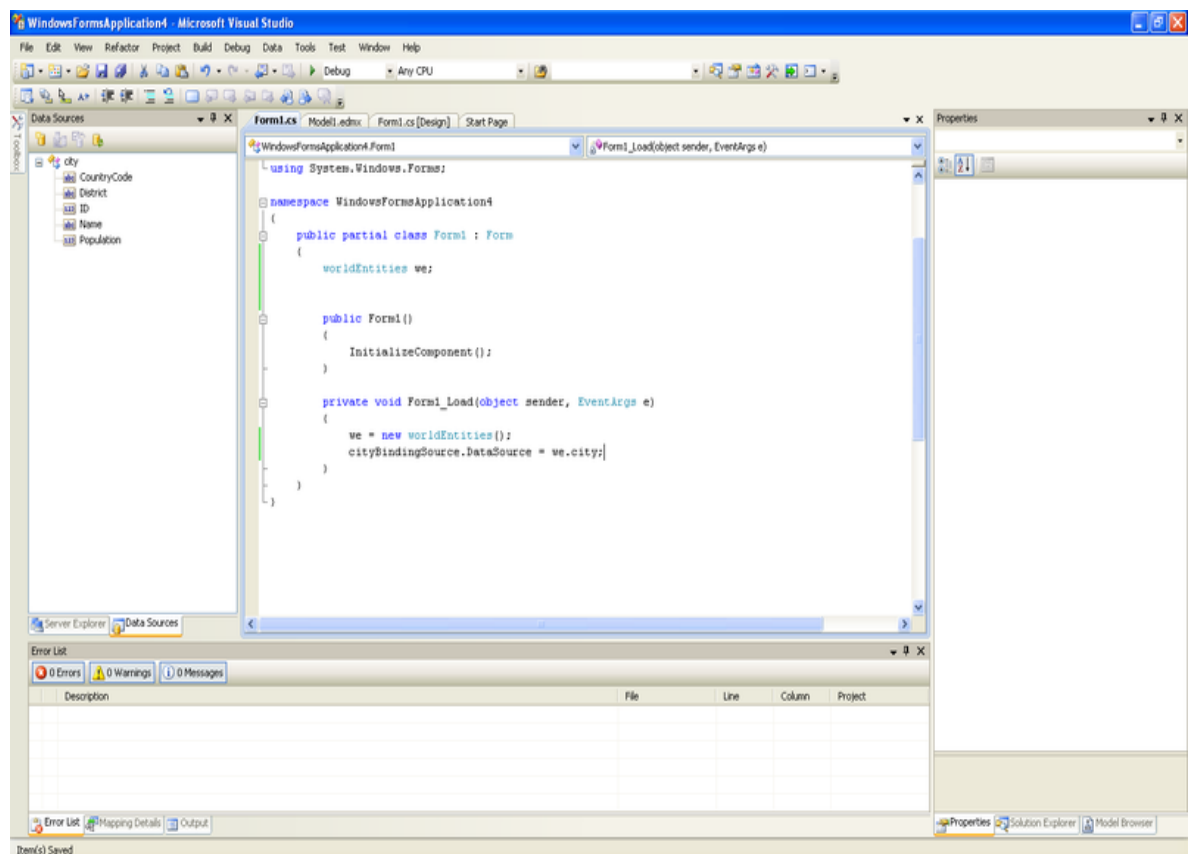 WindowsFormsApplication4 - Microsoft Visual Studio
File Edit View Refactor Project Build Debug Data Tools Test Window Help
Debug Any CPU
Toolbox
Data Sources
city
CountryCode
District
ID
Name
Population
Server Explorer Data Sources
Form1.cs Model1.edmx Form1.cs [Design] Start Page
WindowsFormsApplication4.Form1 Form1_Load(object sender, EventArgs e)
using System.Windows.Forms;
namespace WindowsFormsApplication4
{
public partial class Form1 : Form
{
worldEntities we;
public Form1()
{
InitializeComponent();
}
private void Form1_Load(object sender, EventArgs e)
{
we = new worldEntities();
cityBindingSource.DataSource = we.city;
}
}
}
Properties
Error List
0 Errors 0 Warnings 0 Messages
Description File Line Column Project
Error List Mapping Details Output
Properties Solution Explorer Model Browser
Item(s) Saved